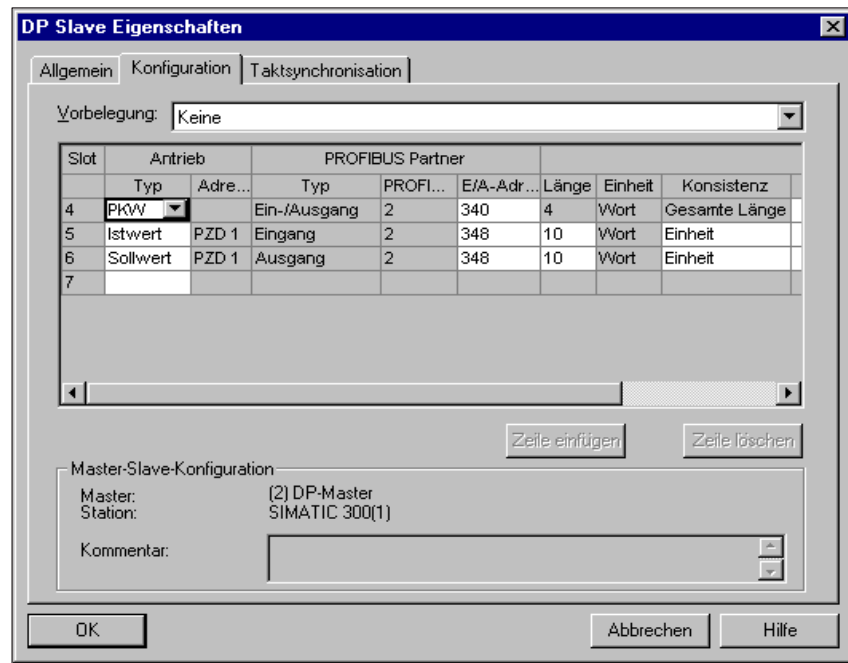 DP Slave Eigenschaften
Allgemein Konfiguration Taktsynchronisation
Vorbelegung: Keine
Slot Antrieb PROFIBUS Partner
Typ Adre... Typ PROFI... E/A-Adr... Länge Einheit Konsistenz
4 PKW Ein-/Ausgang 2 340 4 Wort Gesamte Länge
5 Istwert PZD 1 Eingang 2 348 10 Wort Einheit
6 Sollwert PZD 1 Ausgang 2 348 10 Wort Einheit
7
Zeile einfügen Zeile löschen
Master-Slave-Konfiguration
Master: (2) DP-Master
Station: SIMATIC 300(1)
Kommentar:
OK Abbrechen Hilfe